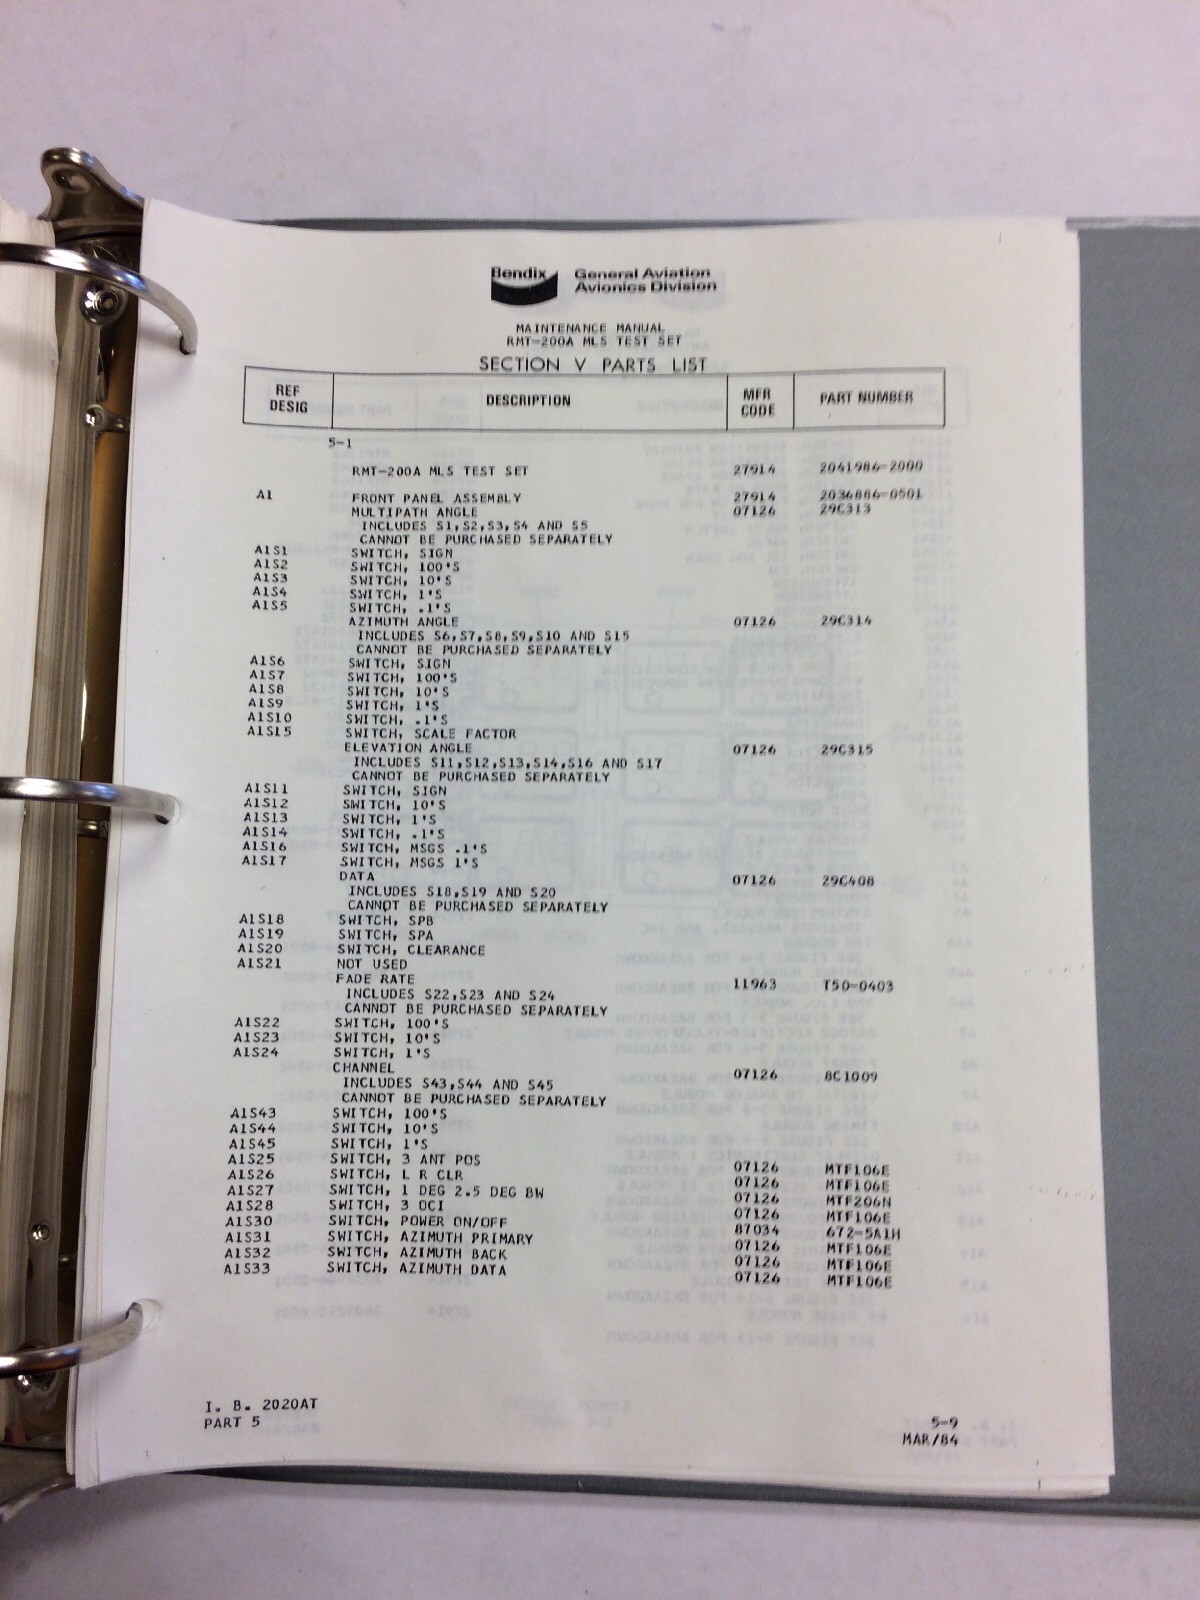 Bendix General Aviation
Avionics Division
MAINTENANCE MANUAL
RMT-200A MLS TEST SET
SECTION V PARTS LIST
REF DESIG DESCRIPTION MFR CODE PART NUMBER
5-1
RMT-200A MLS TEST SET 27914 2041986-2000
A1 FRONT PANEL ASSEMBLY 27914 2036886-0501
MULTIPATH ANGLE 07126 29C313
INCLUDES S1,S2,S3,S4 AND S5
CANNOT BE PURCHASED SEPARATELY
A1S1 SWITCH, SIGN
A1S2 SWITCH, 100'S
A1S3 SWITCH, 10'S
A1S4 SWITCH, 1'S
A1S5 SWITCH, .1'S
AZIMUTH ANGLE 07126 29C314
INCLUDES S6,S7,S8,S9,S10 AND S15
CANNOT BE PURCHASED SEPARATELY
A1S6 SWITCH, SIGN
A1S7 SWITCH, 100'S
A1S8 SWITCH, 10'S
A1S9 SWITCH, 1'S
A1S10 SWITCH, .1'S
A1S15 SWITCH, SCALE FACTOR
ELEVATION ANGLE 07126 29C315
INCLUDES S11,S12,S13,S14,S16 AND S17
CANNOT BE PURCHASED SEPARATELY
A1S11 SWITCH, SIGN
A1S12 SWITCH, 10'S
A1S13 SWITCH, 1'S
A1S14 SWITCH, .1'S
A1S16 SWITCH, MSGS .1'S
A1S17 SWITCH, MSGS 1'S
DATA 07126 29C408
INCLUDES S18,S19 AND S20
CANNOT BE PURCHASED SEPARATELY
A1S18 SWITCH, SPB
A1S19 SWITCH, SPA
A1S20 SWITCH, CLEARANCE
A1S21 NOT USED
FADE RATE 11963 T50-0403
INCLUDES S22,S23 AND S24
CANNOT BE PURCHASED SEPARATELY
A1S22 SWITCH, 100'S
A1S23 SWITCH, 10'S
A1S24 SWITCH, 1'S
CHANNEL 07126 8C1009
INCLUDES S43,S44 AND S45
CANNOT BE PURCHASED SEPARATELY
A1S43 SWITCH, 100'S
A1S44 SWITCH, 10'S
A1S45 SWITCH, 1'S
A1S25 SWITCH, 3 ANT POS 07126 MTF106E
A1S26 SWITCH, L R CLR 07126 MTF106E
A1S27 SWITCH, 1 DEG 2.5 DEG BW 07126 MTF206N
A1S28 SWITCH, 3 OCI 07126 MTF106E
A1S30 SWITCH, POWER ON/OFF 87034 672-5A1H
A1S31 SWITCH, AZIMUTH PRIMARY 07126 MTF106E
A1S32 SWITCH, AZIMUTH BACK 07126 MTF106E
A1S33 SWITCH, AZIMUTH DATA 07126 MTF106E
I. B. 2020AT
PART 5
5-9
MAR/84